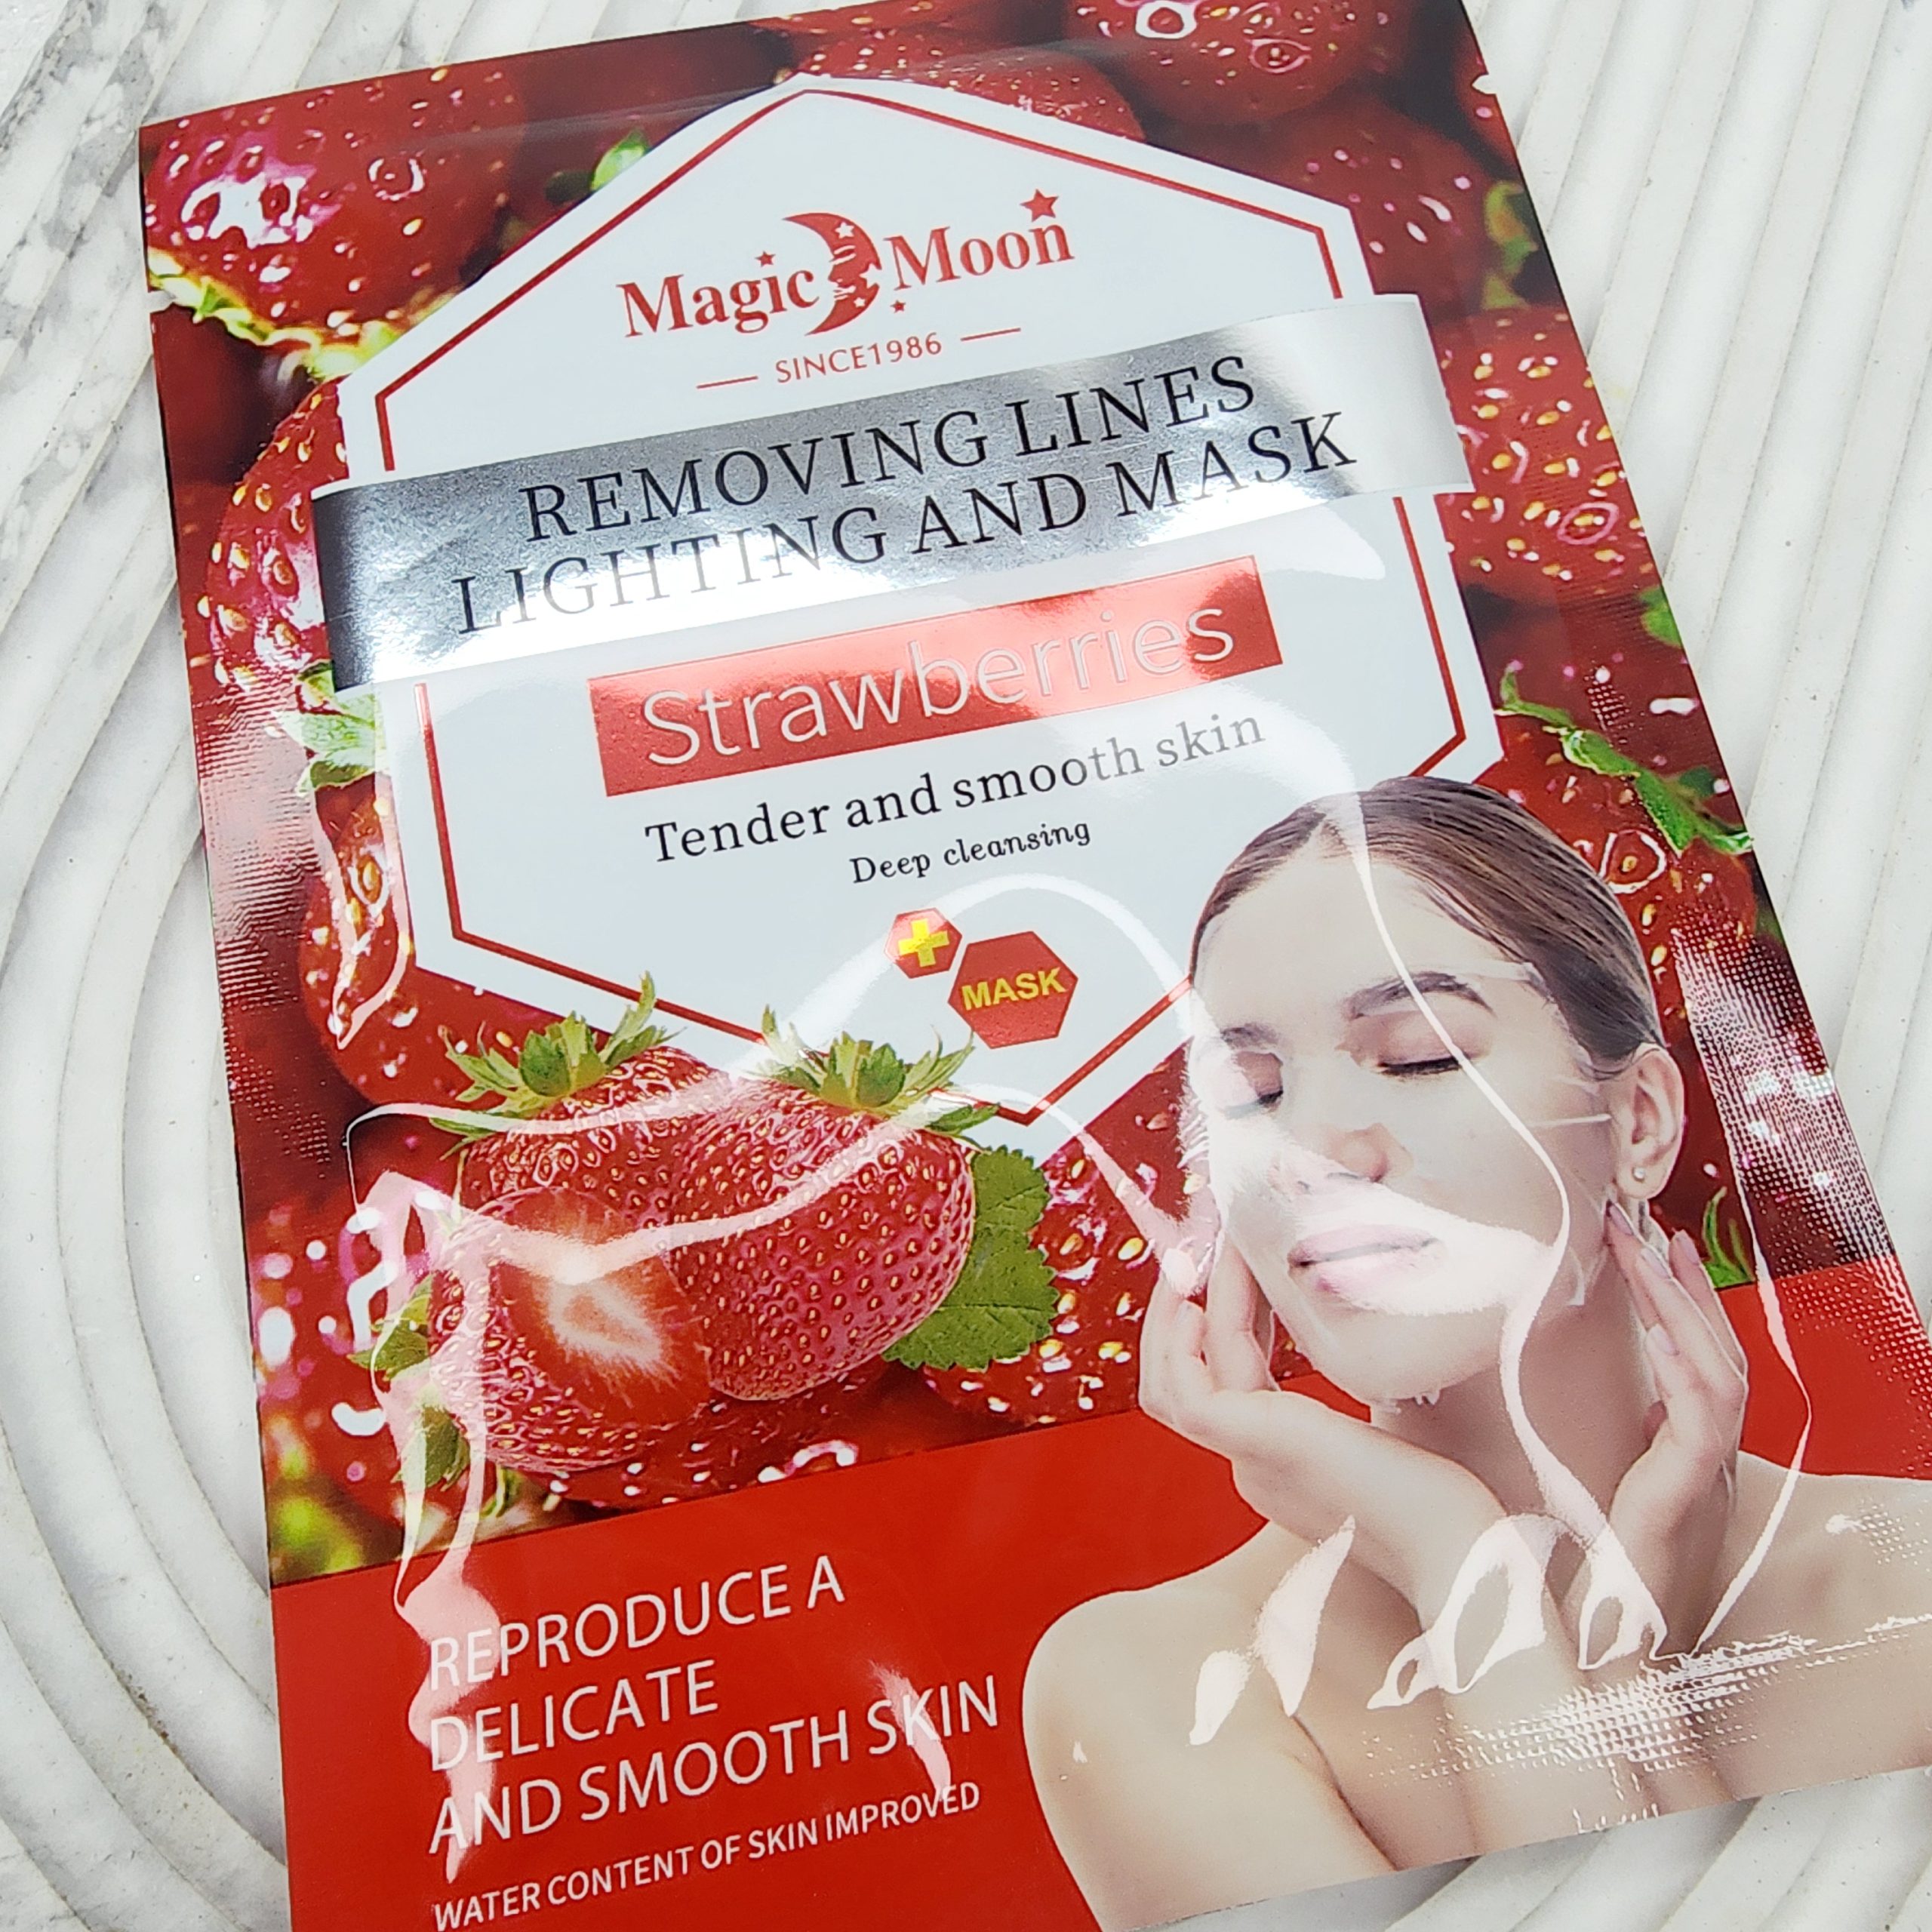 Magic Moon
SINCE1986
REMOVING LINES
LIGHTING AND MASK
Strawberries
Tender and smooth skin
Deep cleansing
MASK
REPRODUCE A
DELICATE
AND SMOOTH SKIN
WATER CONTENT OF SKIN IMPROVED